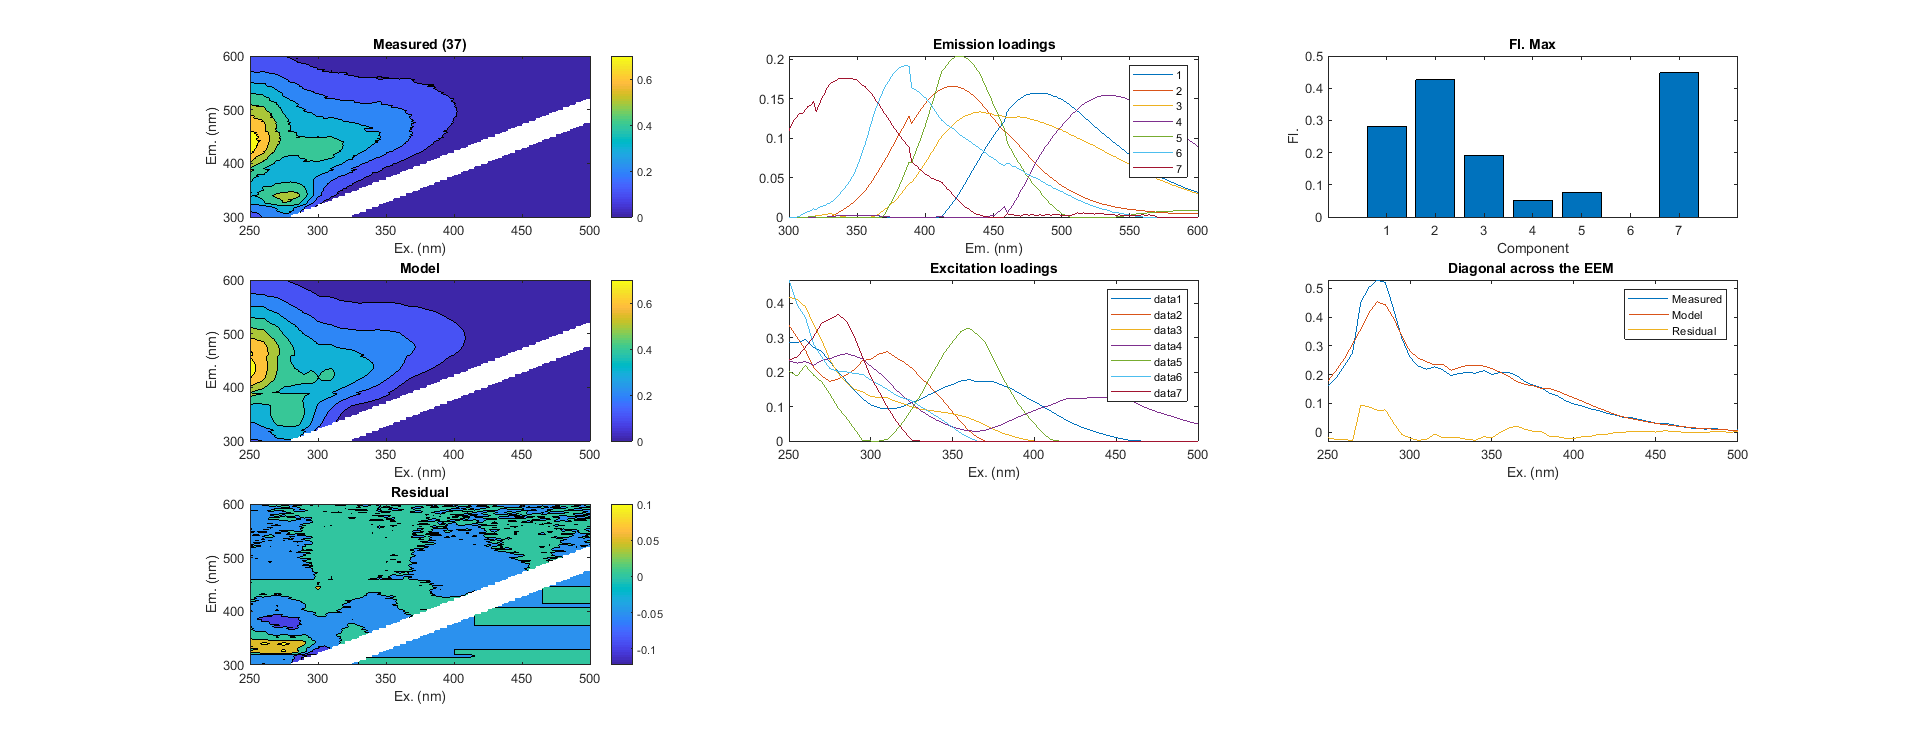 Measured (37)
600
500
400
300
Em. (nm)
250 300 350 400 450 500
Ex. (nm)
0.6
0.4
0.2
0
Emission loadings
0.2
0.15
0.1
0.05
0
300 350 400 450 500 550 600
Em. (nm)
1
2
3
4
5
6
7
Fl. Max
0.5
0.4
0.3
0.2
0.1
0
Fl.
1 2 3 4 5 6 7
Component
Model
600
500
400
300
Em. (nm)
250 300 350 400 450 500
Ex. (nm)
0.6
0.4
0.2
0
Excitation loadings
0.4
0.3
0.2
0.1
0
250 300 350 400 450 500
Ex. (nm)
data1
data2
data3
data4
data5
data6
data7
Diagonal across the EEM
0.5
0.4
0.3
0.2
0.1
0
250 300 350 400 450 500
Ex. (nm)
Measured
Model
Residual
Residual
600
500
400
300
Em. (nm)
250 300 350 400 450 500
Ex. (nm)
0.1
0.05
0
-0.05
-0.1